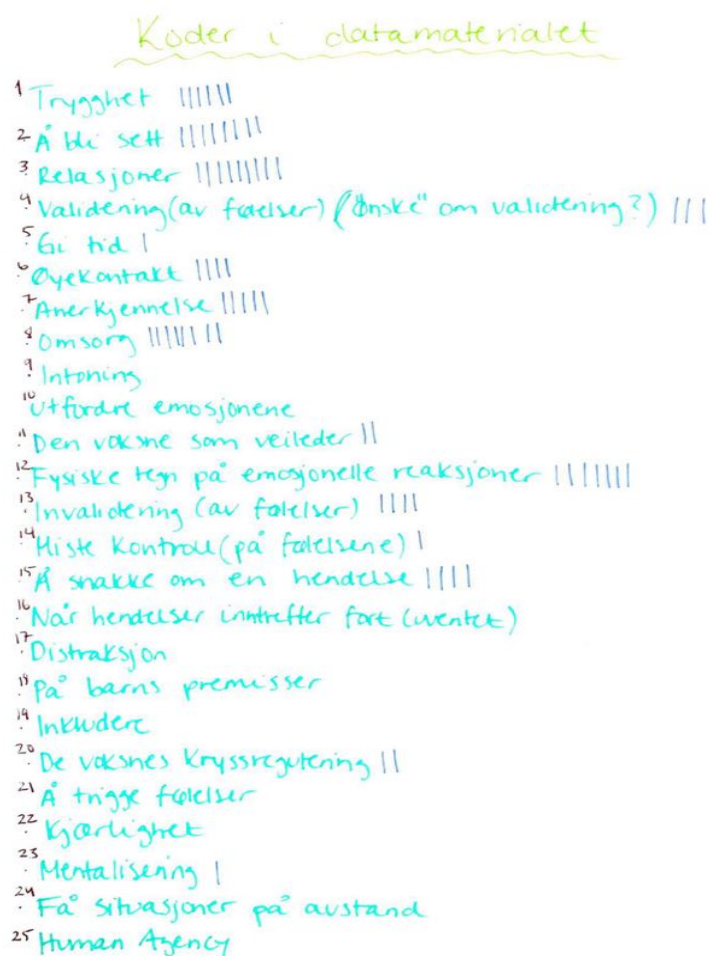 Koder i datamaterialet
1. Trygghet ||||||
2. Å bli sett ||||||||
3. Relasjoner |||||||||
4. Validering (av følelser) ("Ønske" om validering?) |||
5. Gi tid |
6. Øyekontakt ||||
7. Anerkjennelse |||||
8. Omsorg ||||||||
9. Intoning
10. Utfordre emosjonene
11. Den voksne som veileder ||
12. Fysiske tegn på emosjonelle reaksjoner |||||||
13. Invalidering (av følelser) ||||
14. Miste kontroll (på følelsene) |
15. Å snakke om en hendelse ||||
16. Når hendelser inntreffer fort (uventet)
17. Distraksjon
18. På barns premisser
19. Inkludere
20. De voksnes kryssregulering ||
21. Å trigge følelser
22. Kjærlighet
23. Mentalisering |
24. Få situasjoner på avstand
25 Human Agency